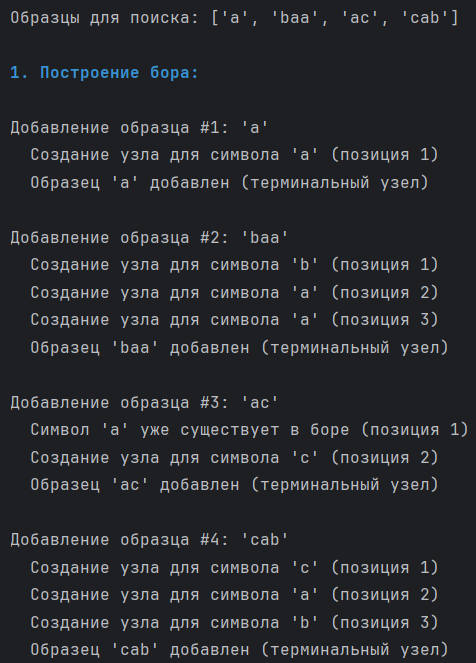 Образцы для поиска: ['a', 'baa', 'ac', 'cab']
1. Построение бора:
Добавление образца #1: 'a'
Создание узла для символа 'a' (позиция 1)
Образец 'a' добавлен (терминальный узел)
Добавление образца #2: 'baa'
Создание узла для символа 'b' (позиция 1)
Создание узла для символа 'a' (позиция 2)
Создание узла для символа 'a' (позиция 3)
Образец 'baa' добавлен (терминальный узел)
Добавление образца #3: 'ac'
Символ 'a' уже существует в боре (позиция 1)
Создание узла для символа 'c' (позиция 2)
Образец 'ac' добавлен (терминальный узел)
Добавление образца #4: 'cab'
Создание узла для символа 'c' (позиция 1)
Создание узла для символа 'a' (позиция 2)
Создание узла для символа 'b' (позиция 3)
Образец 'cab' добавлен (терминальный узел)